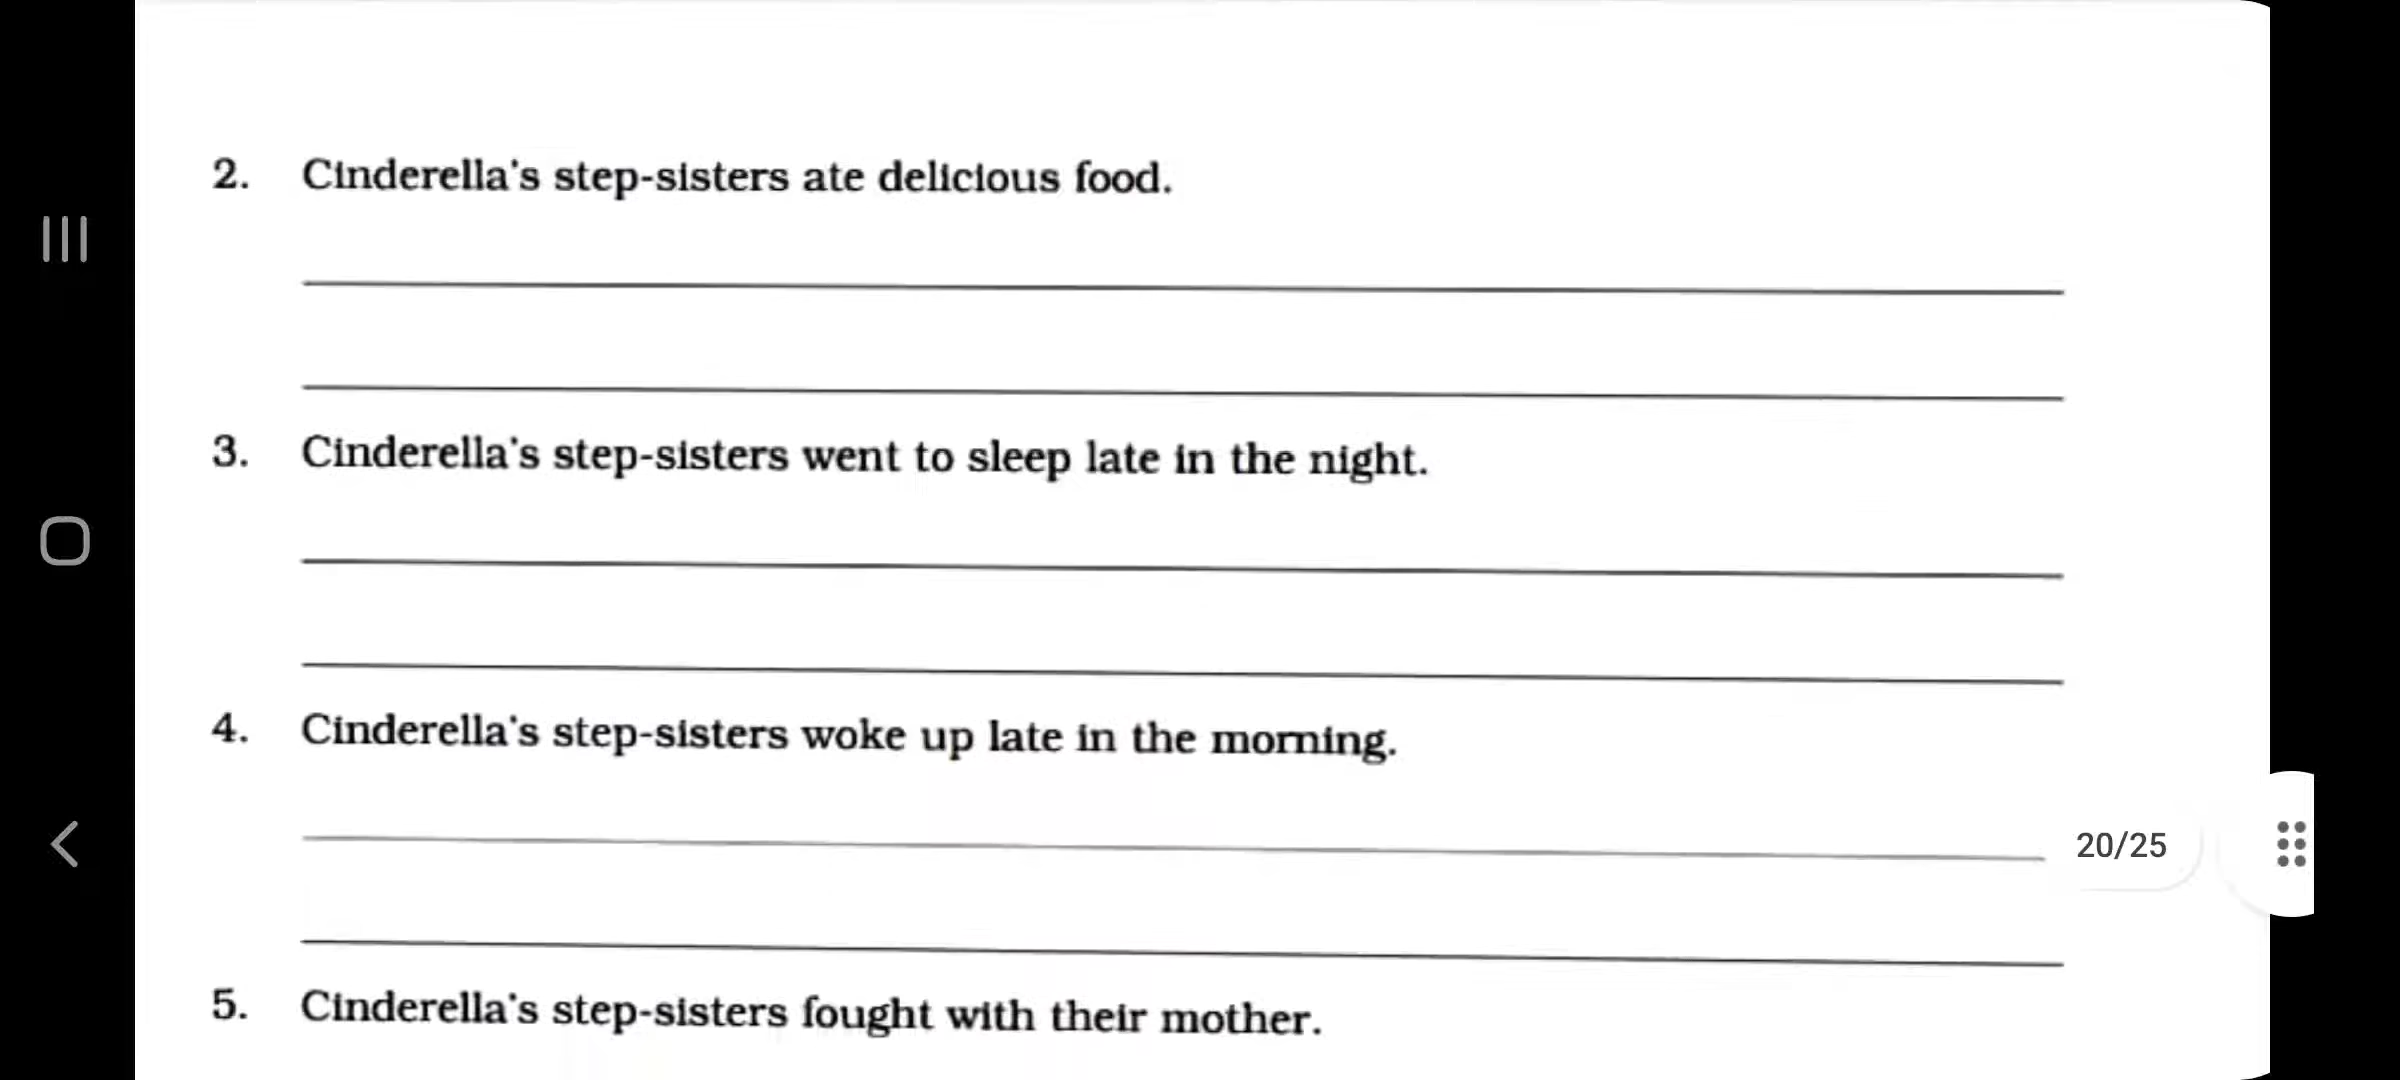 2. Cinderella's step-sisters ate delicious food.
3. Cinderella's step-sisters went to sleep late in the night.
4. Cinderella's step-sisters woke up late in the morning.
20/25
5. Cinderella's step-sisters fought with their mother.